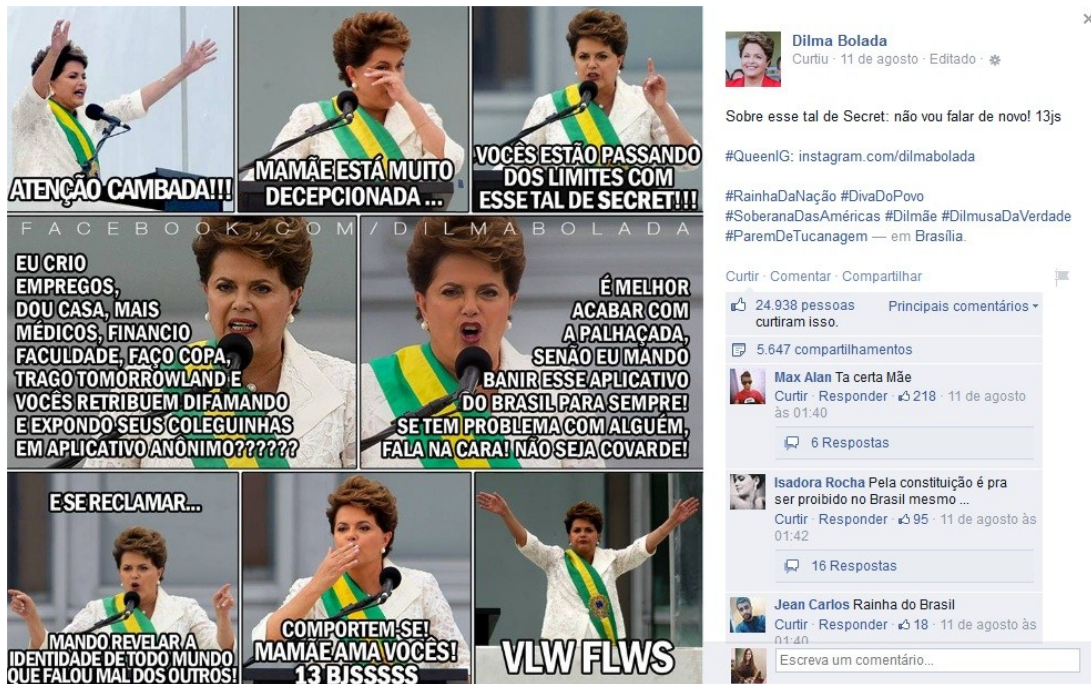 ATENÇÃO CAMBADA!!!
MAMÃE ESTÁ MUITO
DECEPCIONADA ...
VOCÊS ESTÃO PASSANDO
DOS LIMITES COM
ESSE TAL DE SECRET!!!
FACEBOOK.COM/DILMABOLADA
EU CRIO
EMPREGOS,
DOU CASA, MAIS
MÉDICOS, FINANCIO
FACULDADE, FAÇO COPA,
TRAGO TOMORROWLAND E
VOCÊS RETRIBUEM DIFAMANDO
E EXPONDO SEUS COLEGUINHAS
EM APLICATIVO ANÔNIMO??????
É MELHOR
ACABAR COM
A PALHAÇADA,
SENÃO EU MANDO
BANIR ESSE APLICATIVO
DO BRASIL PARA SEMPRE!
SE TEM PROBLEMA COM ALGUÉM,
FALA NA CARA! NÃO SEJA COVARDE!
E SE RECLAMAR...
MANDO REVELAR A
IDENTIDADE DE TODO MUNDO
QUE FALOU MAL DOS OUTROS!
COMPORTEM-SE!
MAMÃE AMA VOCÊS!
13 BJSSSSS
VLW FLWS
Dilma Bolada
Curtiu · 11 de agosto · Editado ·
Sobre esse tal de Secret: não vou falar de novo! 13js
#QueenIG: instagram.com/dilmabolada
#RainhaDaNação #DivaDoPovo
#SoberanaDasAméricas #Dilmãe #DilmusaDaVerdade
#ParemDeTucanagem — em Brasília.
Curtir · Comentar · Compartilhar
24.938 pessoas
curtiram isso.
Principais comentários
5.647 compartilhamentos
Max Alan Ta certa Mãe
Curtir · Responder · 218 · 11 de agosto
às 01:40
6 Respostas
Isadora Rocha Pela constituição é pra
ser proibido no Brasil mesmo ...
Curtir · Responder · 95 · 11 de agosto às
01:42
16 Respostas
Jean Carlos Rainha do Brasil
Curtir · Responder · 18 · 11 de agosto às
01:40
Escreva um comentário...